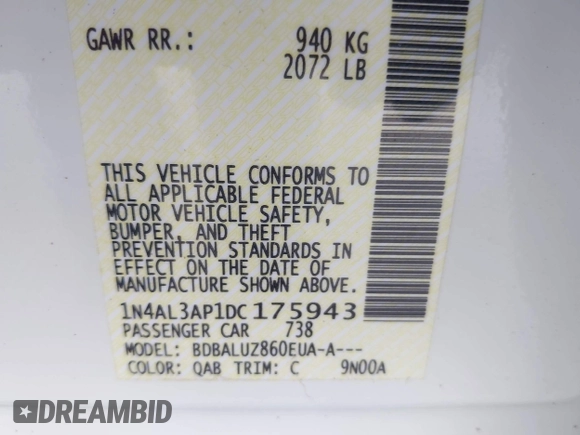 GAWR RR.: 940 KG
2072 LB
THIS VEHICLE CONFORMS TO
ALL APPLICABLE FEDERAL
MOTOR VEHICLE SAFETY,
BUMPER, AND THEFT
PREVENTION STANDARDS IN
EFFECT ON THE DATE OF
MANUFACTURE SHOWN ABOVE.
1N4AL3AP1DC175943
PASSENGER CAR 738
MODEL: BDBALUZ860EUA-A---
COLOR: QAB TRIM: C 9N00A
DREAMBID